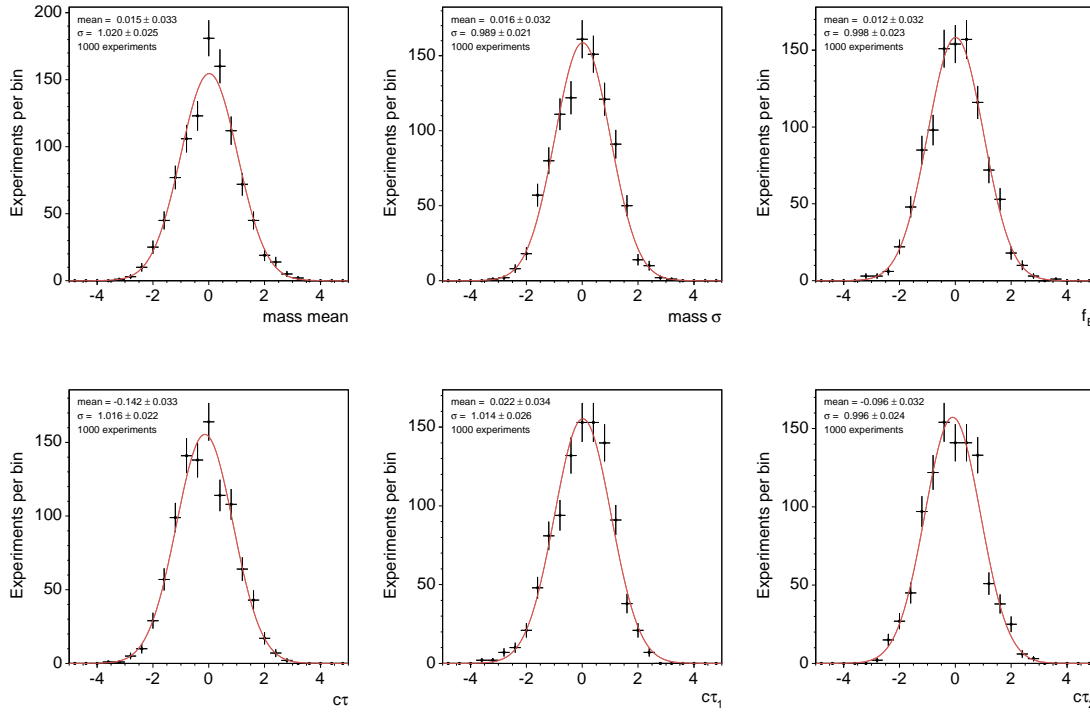 mean = 0.015 ± 0.033
σ = 1.020 ± 0.025
1000 experiments
Experiments per bin
200
150
100
50
0
-4 -2 0 2 4
mass mean
mean = 0.016 ± 0.032
σ = 0.989 ± 0.021
1000 experiments
Experiments per bin
150
100
50
0
-4 -2 0 2 4
mass σ
mean = 0.012 ± 0.032
σ = 0.998 ± 0.023
1000 experiments
Experiments per bin
150
100
50
0
-4 -2 0 2 4
mean = -0.142 ± 0.033
σ = 1.016 ± 0.022
1000 experiments
Experiments per bin
150
100
50
0
-4 -2 0 2 4
cτ
mean = 0.022 ± 0.034
σ = 1.014 ± 0.026
1000 experiments
Experiments per bin
150
100
50
0
-4 -2 0 2 4
cτ₁
mean = -0.096 ± 0.032
σ = 0.996 ± 0.024
1000 experiments
Experiments per bin
150
100
50
0
-4 -2 0 2 4
cτ